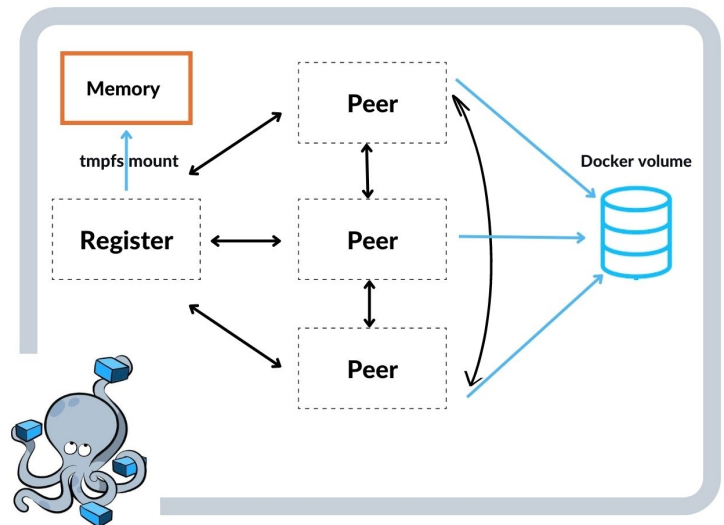 Memory
tmpfs mount
Register
Peer
Peer
Peer
Docker volume